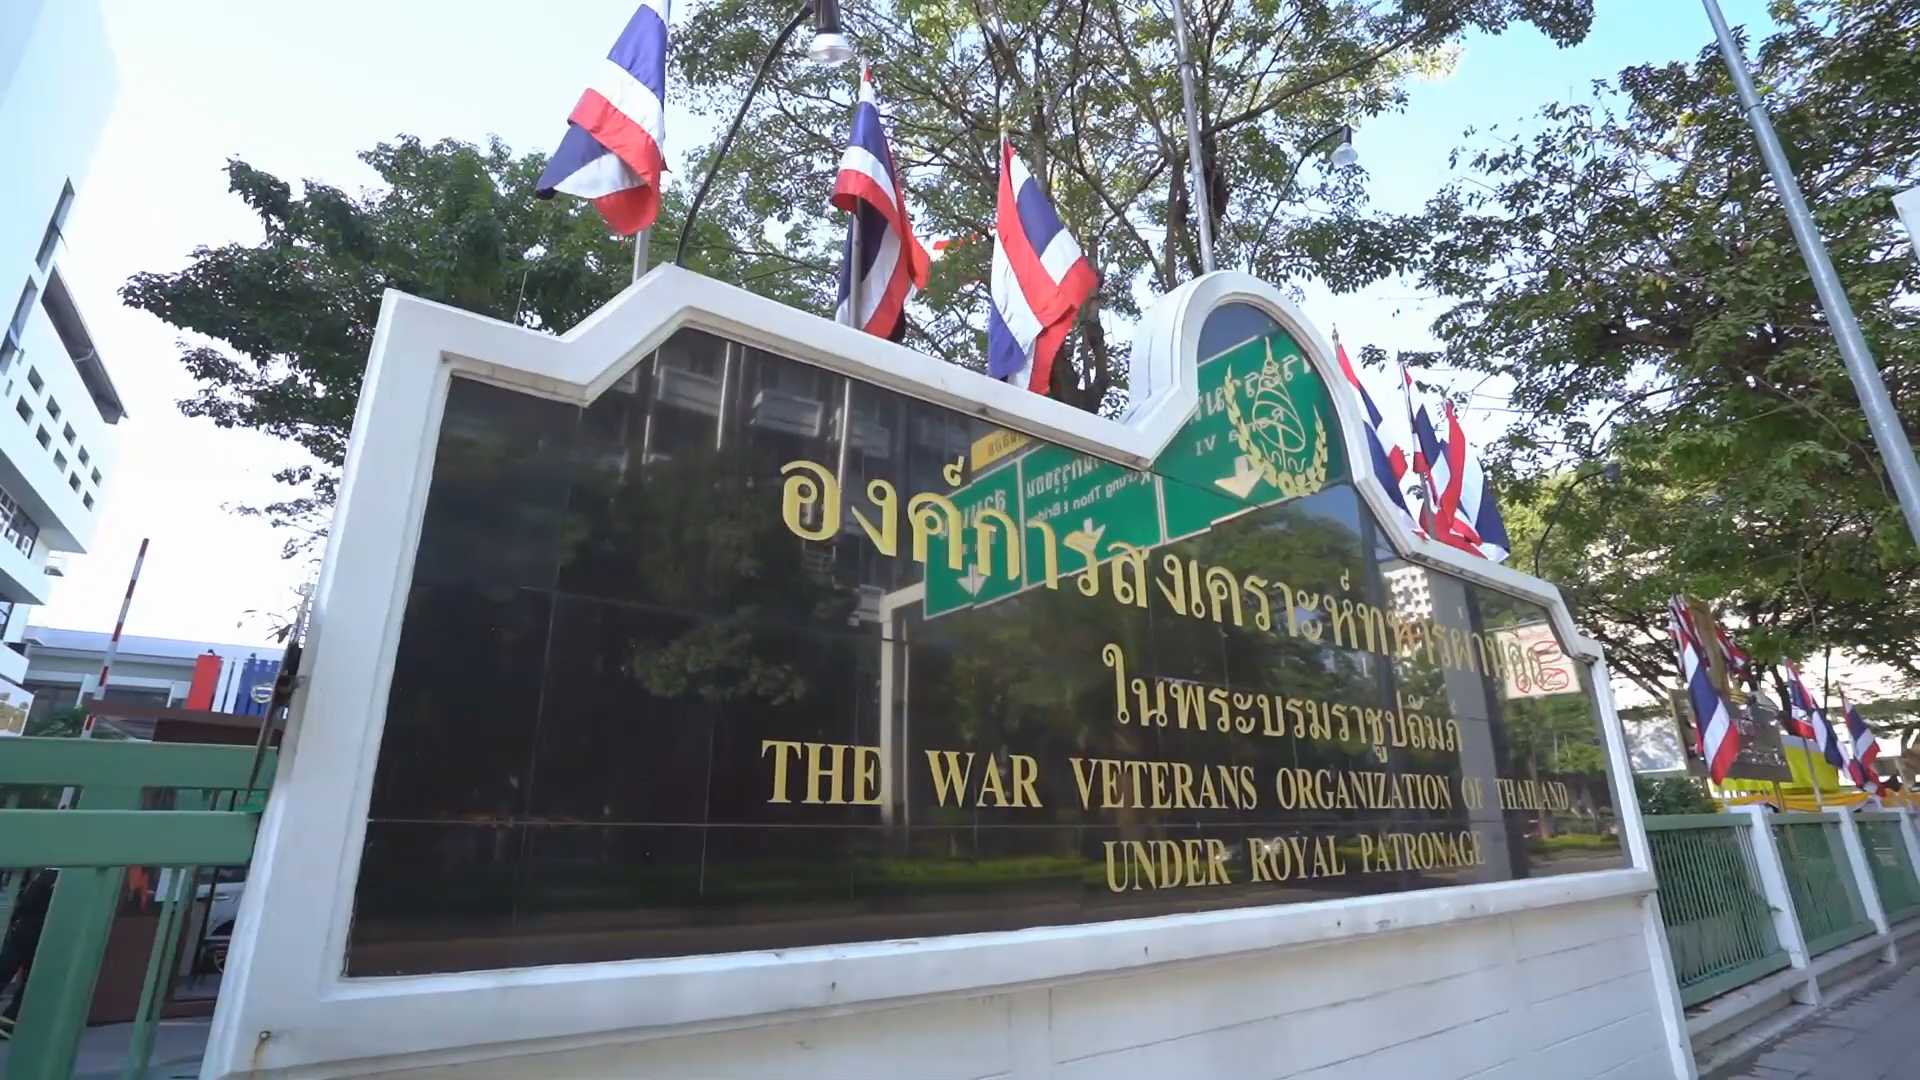 องค์การสงเคราะห์ทหารผ่านศึก
ในพระบรมราชูปถัมภ์
THE WAR VETERANS ORGANIZATION OF THAILAND
UNDER ROYAL PATRONAGE